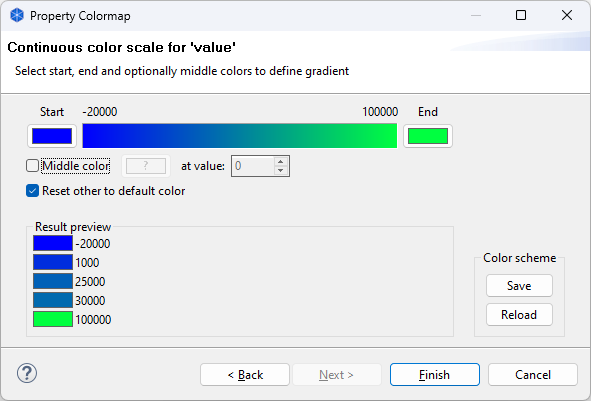 Property Colormap
Continuous color scale for 'value'
Select start, end and optionally middle colors to define gradient
Start -20000 100000 End
Middle color ? at value: 0
Reset other to default color
Result preview
-20000
1000
25000
30000
100000
Color scheme
Save
Reload
? < Back Next > Finish Cancel